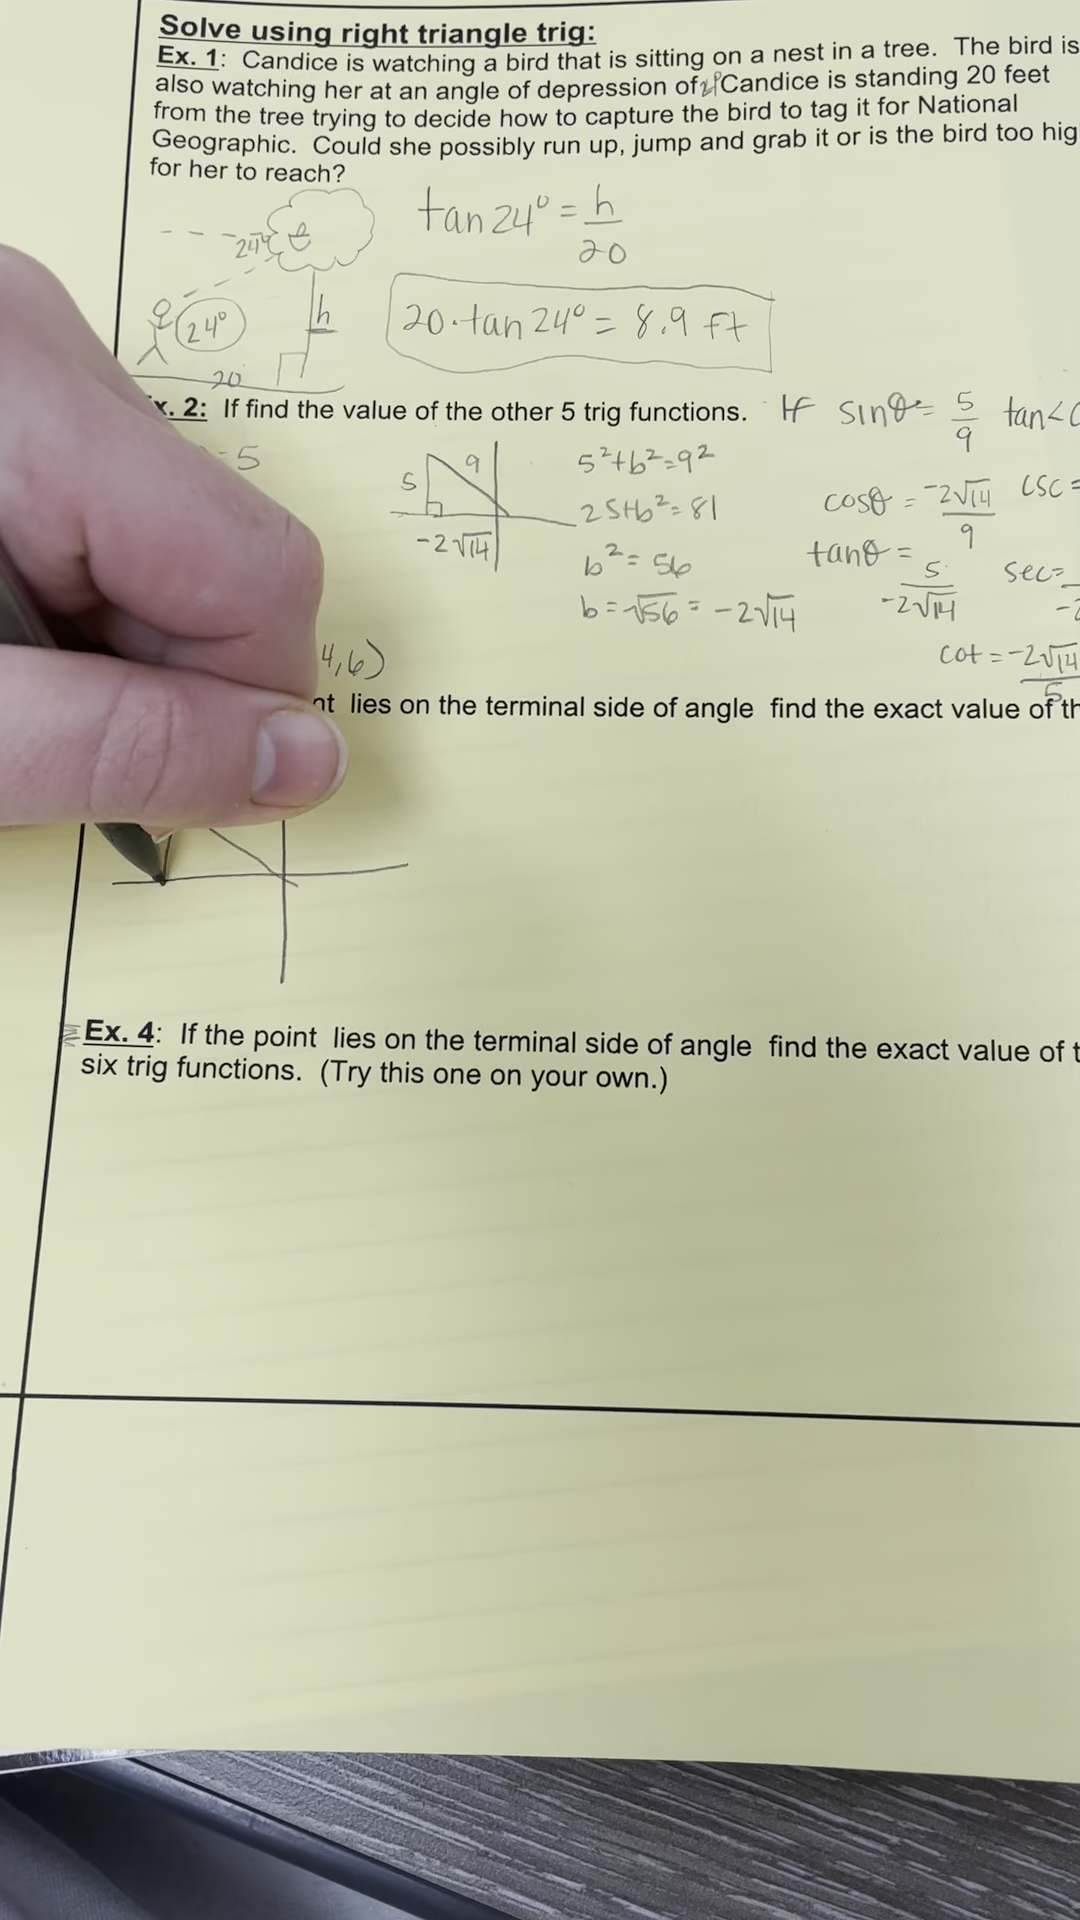 Solve using right triangle trig:
Ex. 1: Candice is watching a bird that is sitting on a nest in a tree. The bird is
also watching her at an angle of depression of Candice is standing 20 feet
from the tree trying to decide how to capture the bird to tag it for National
Geographic. Could she possibly run up, jump and grab it or is the bird too hig
for her to reach?
tan 24° = h/20
24°
24°
h
20
20·tan 24° = 8.9 ft
x. 2: If find the value of the other 5 trig functions. If sinθ = 5/9 tan<0
-5
5
9
-2√14
5²+b²=9²
25+b²=81
b²=56
b=√56 = -2√14
cosθ = -2√14/9
csc =
tanθ = 5/-2√14
sec=
cot = -2√14/5
4,6)
nt lies on the terminal side of angle find the exact value of th
Ex. 4: If the point lies on the terminal side of angle find the exact value of t
six trig functions. (Try this one on your own.)